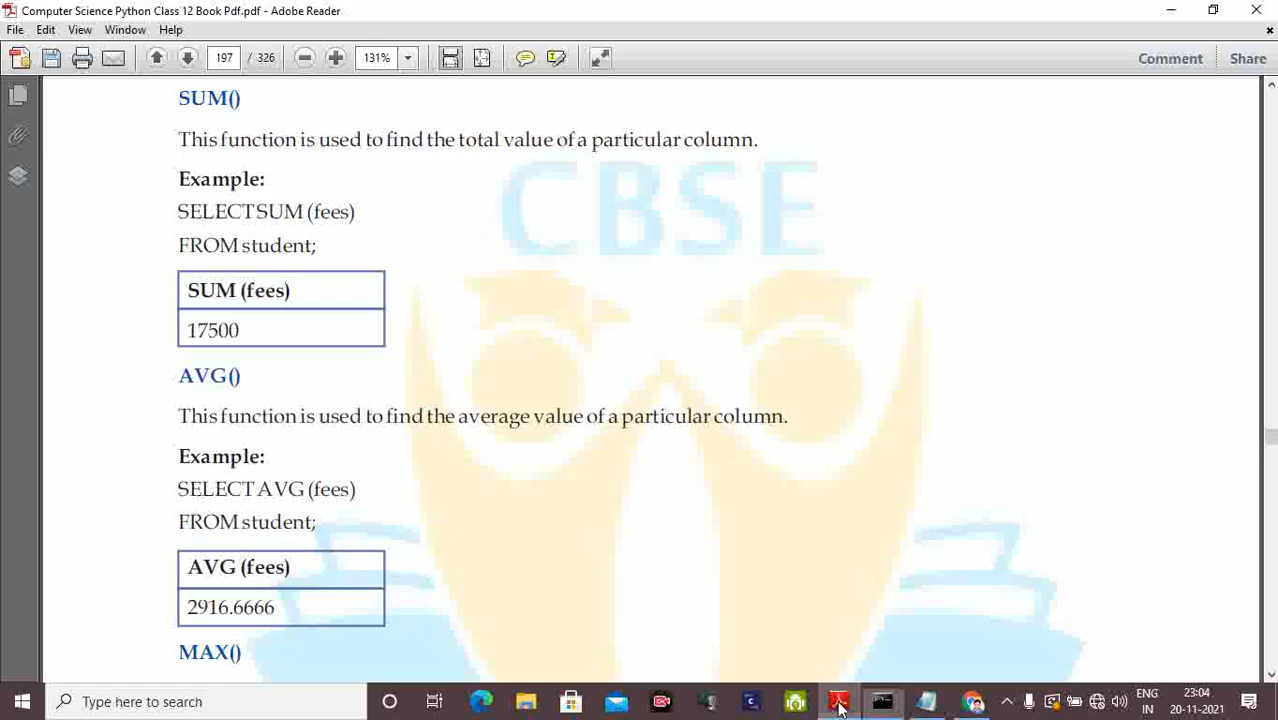 Computer Science Python Class 12 Book Pdf.pdf - Adobe Reader
File Edit View Window Help
197 / 326 131% Comment Share
SUM()
This function is used to find the total value of a particular column.
CBSE
Example:
SELECT SUM (fees)
FROM student;
SUM (fees)
17500
AVG()
This function is used to find the average value of a particular column.
Example:
SELECT AVG (fees)
FROM student;
AVG (fees)
2916.6666
MAX()
Type here to search
ENG 23:04
IN 20-11-2021